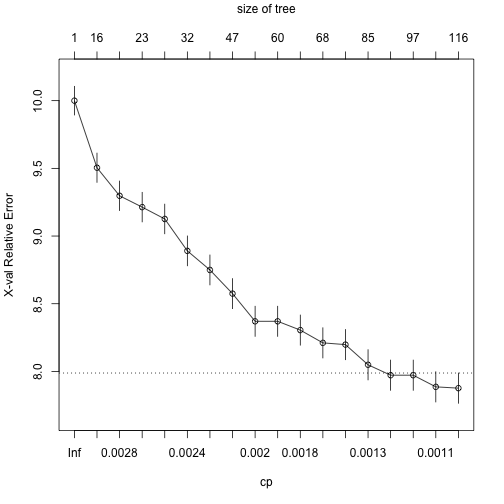 size of tree
1 16 23 32 47 60 68 85 97 116
X-val Relative Error
10.0
9.5
9.0
8.5
8.0
Inf 0.0028 0.0024 0.002 0.0018 0.0013 0.0011
cp